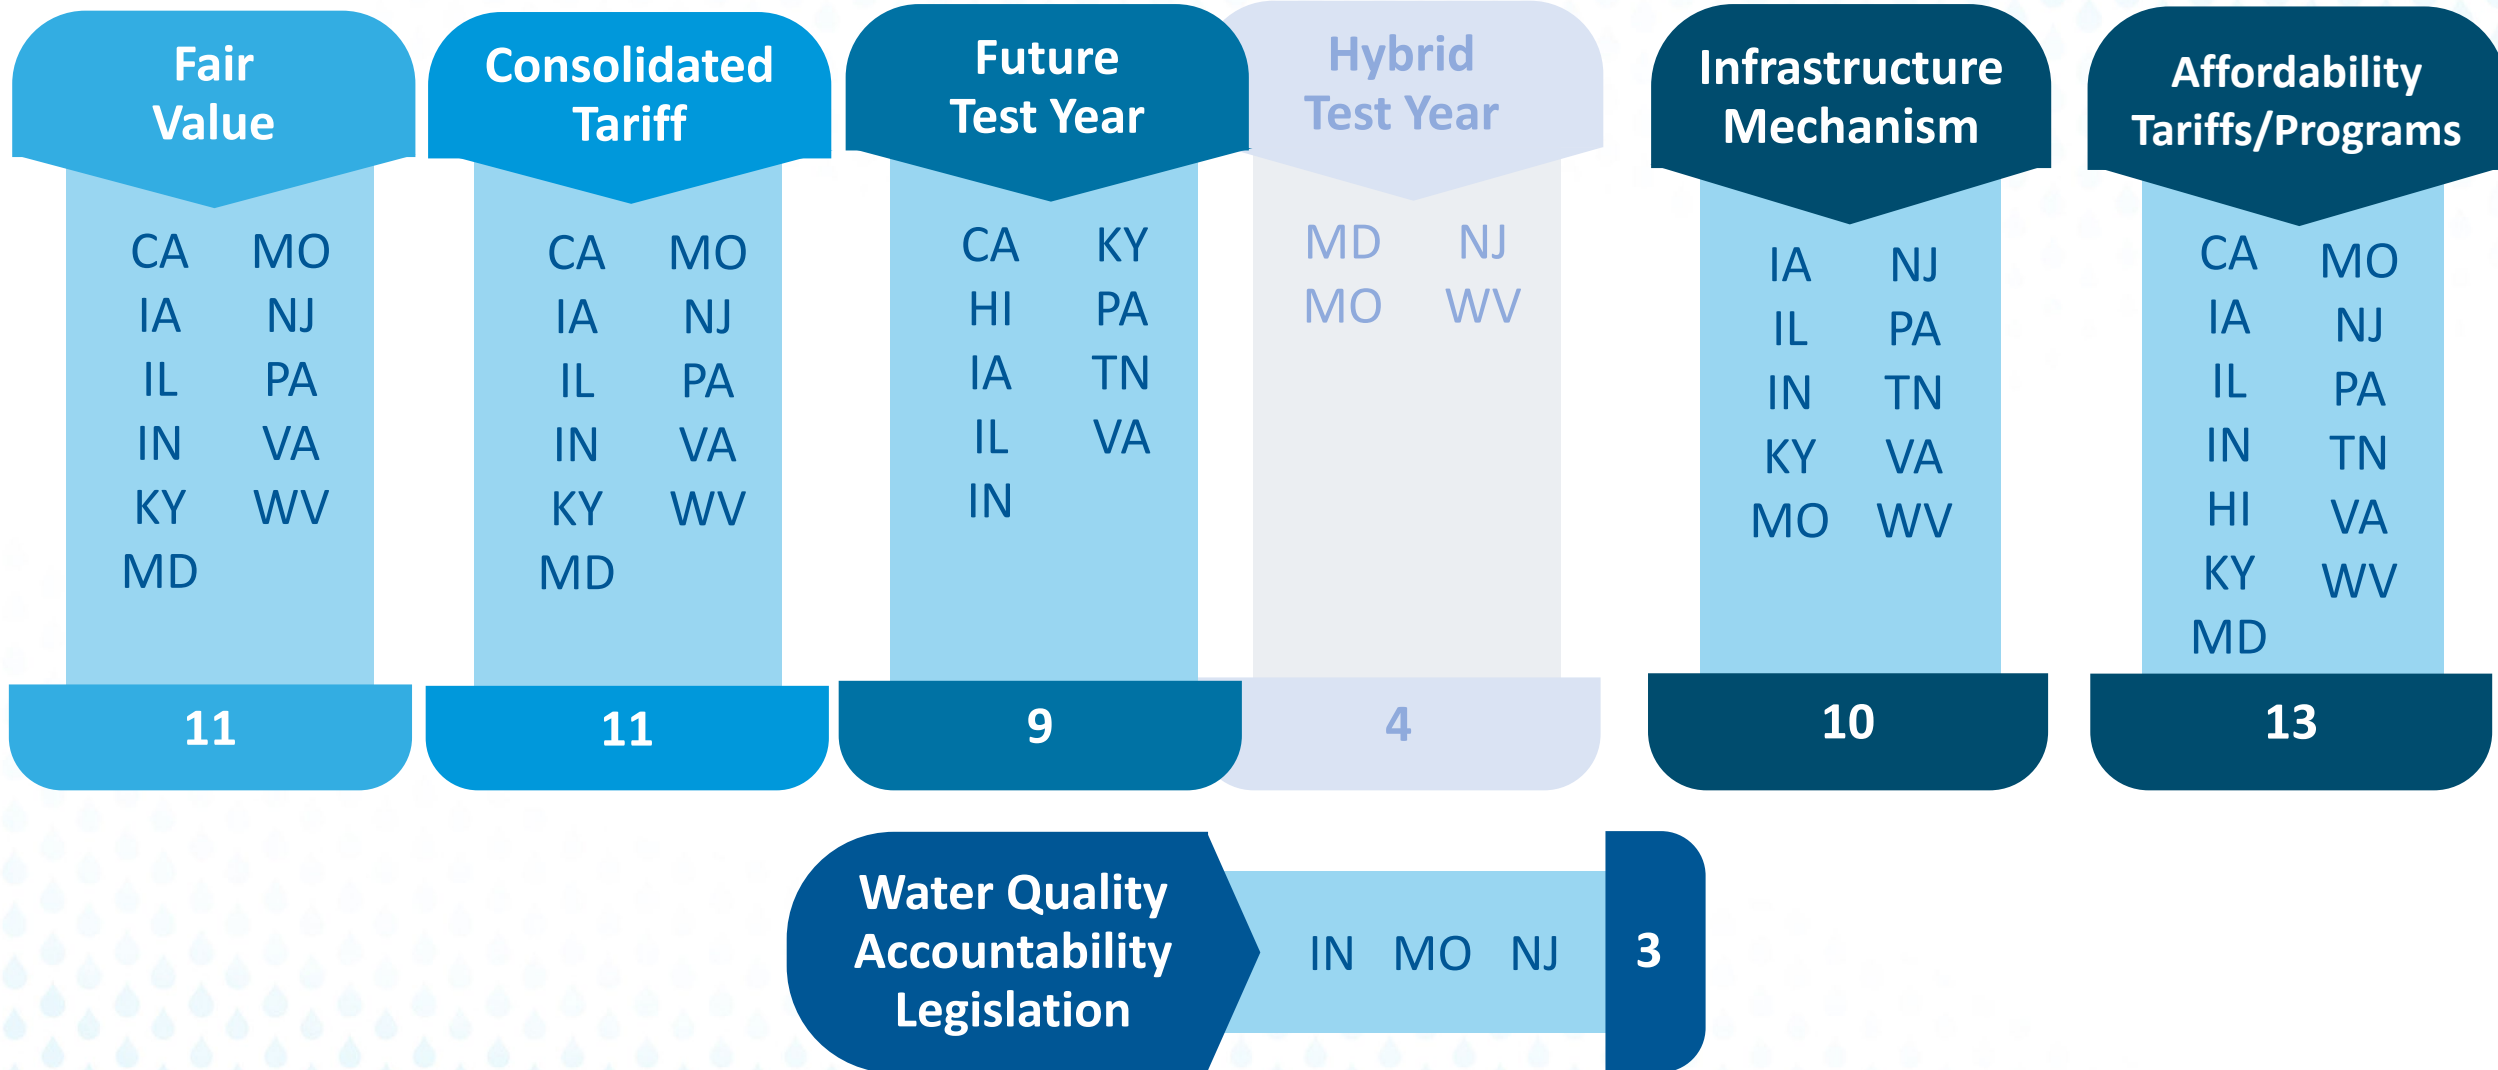 Fair
Value
CA MO
IA NJ
IL PA
IN VA
KY WV
MD
11
Consolidated
Tariff
CA MO
IA NJ
IL PA
IN VA
KY WV
MD
11
Future
Test Year
CA KY
HI PA
IA TN
IL VA
IN
9
Hybrid
Test Year
MD NJ
MO WV
4
Infrastructure
Mechanism
IA NJ
IL PA
IN TN
KY VA
MO WV
10
Affordability
Tariffs/Programs
CA MO
IA NJ
IL PA
IN TN
HI VA
KY WV
MD
13
Water Quality
Accountability
Legislation
IN MO NJ
3